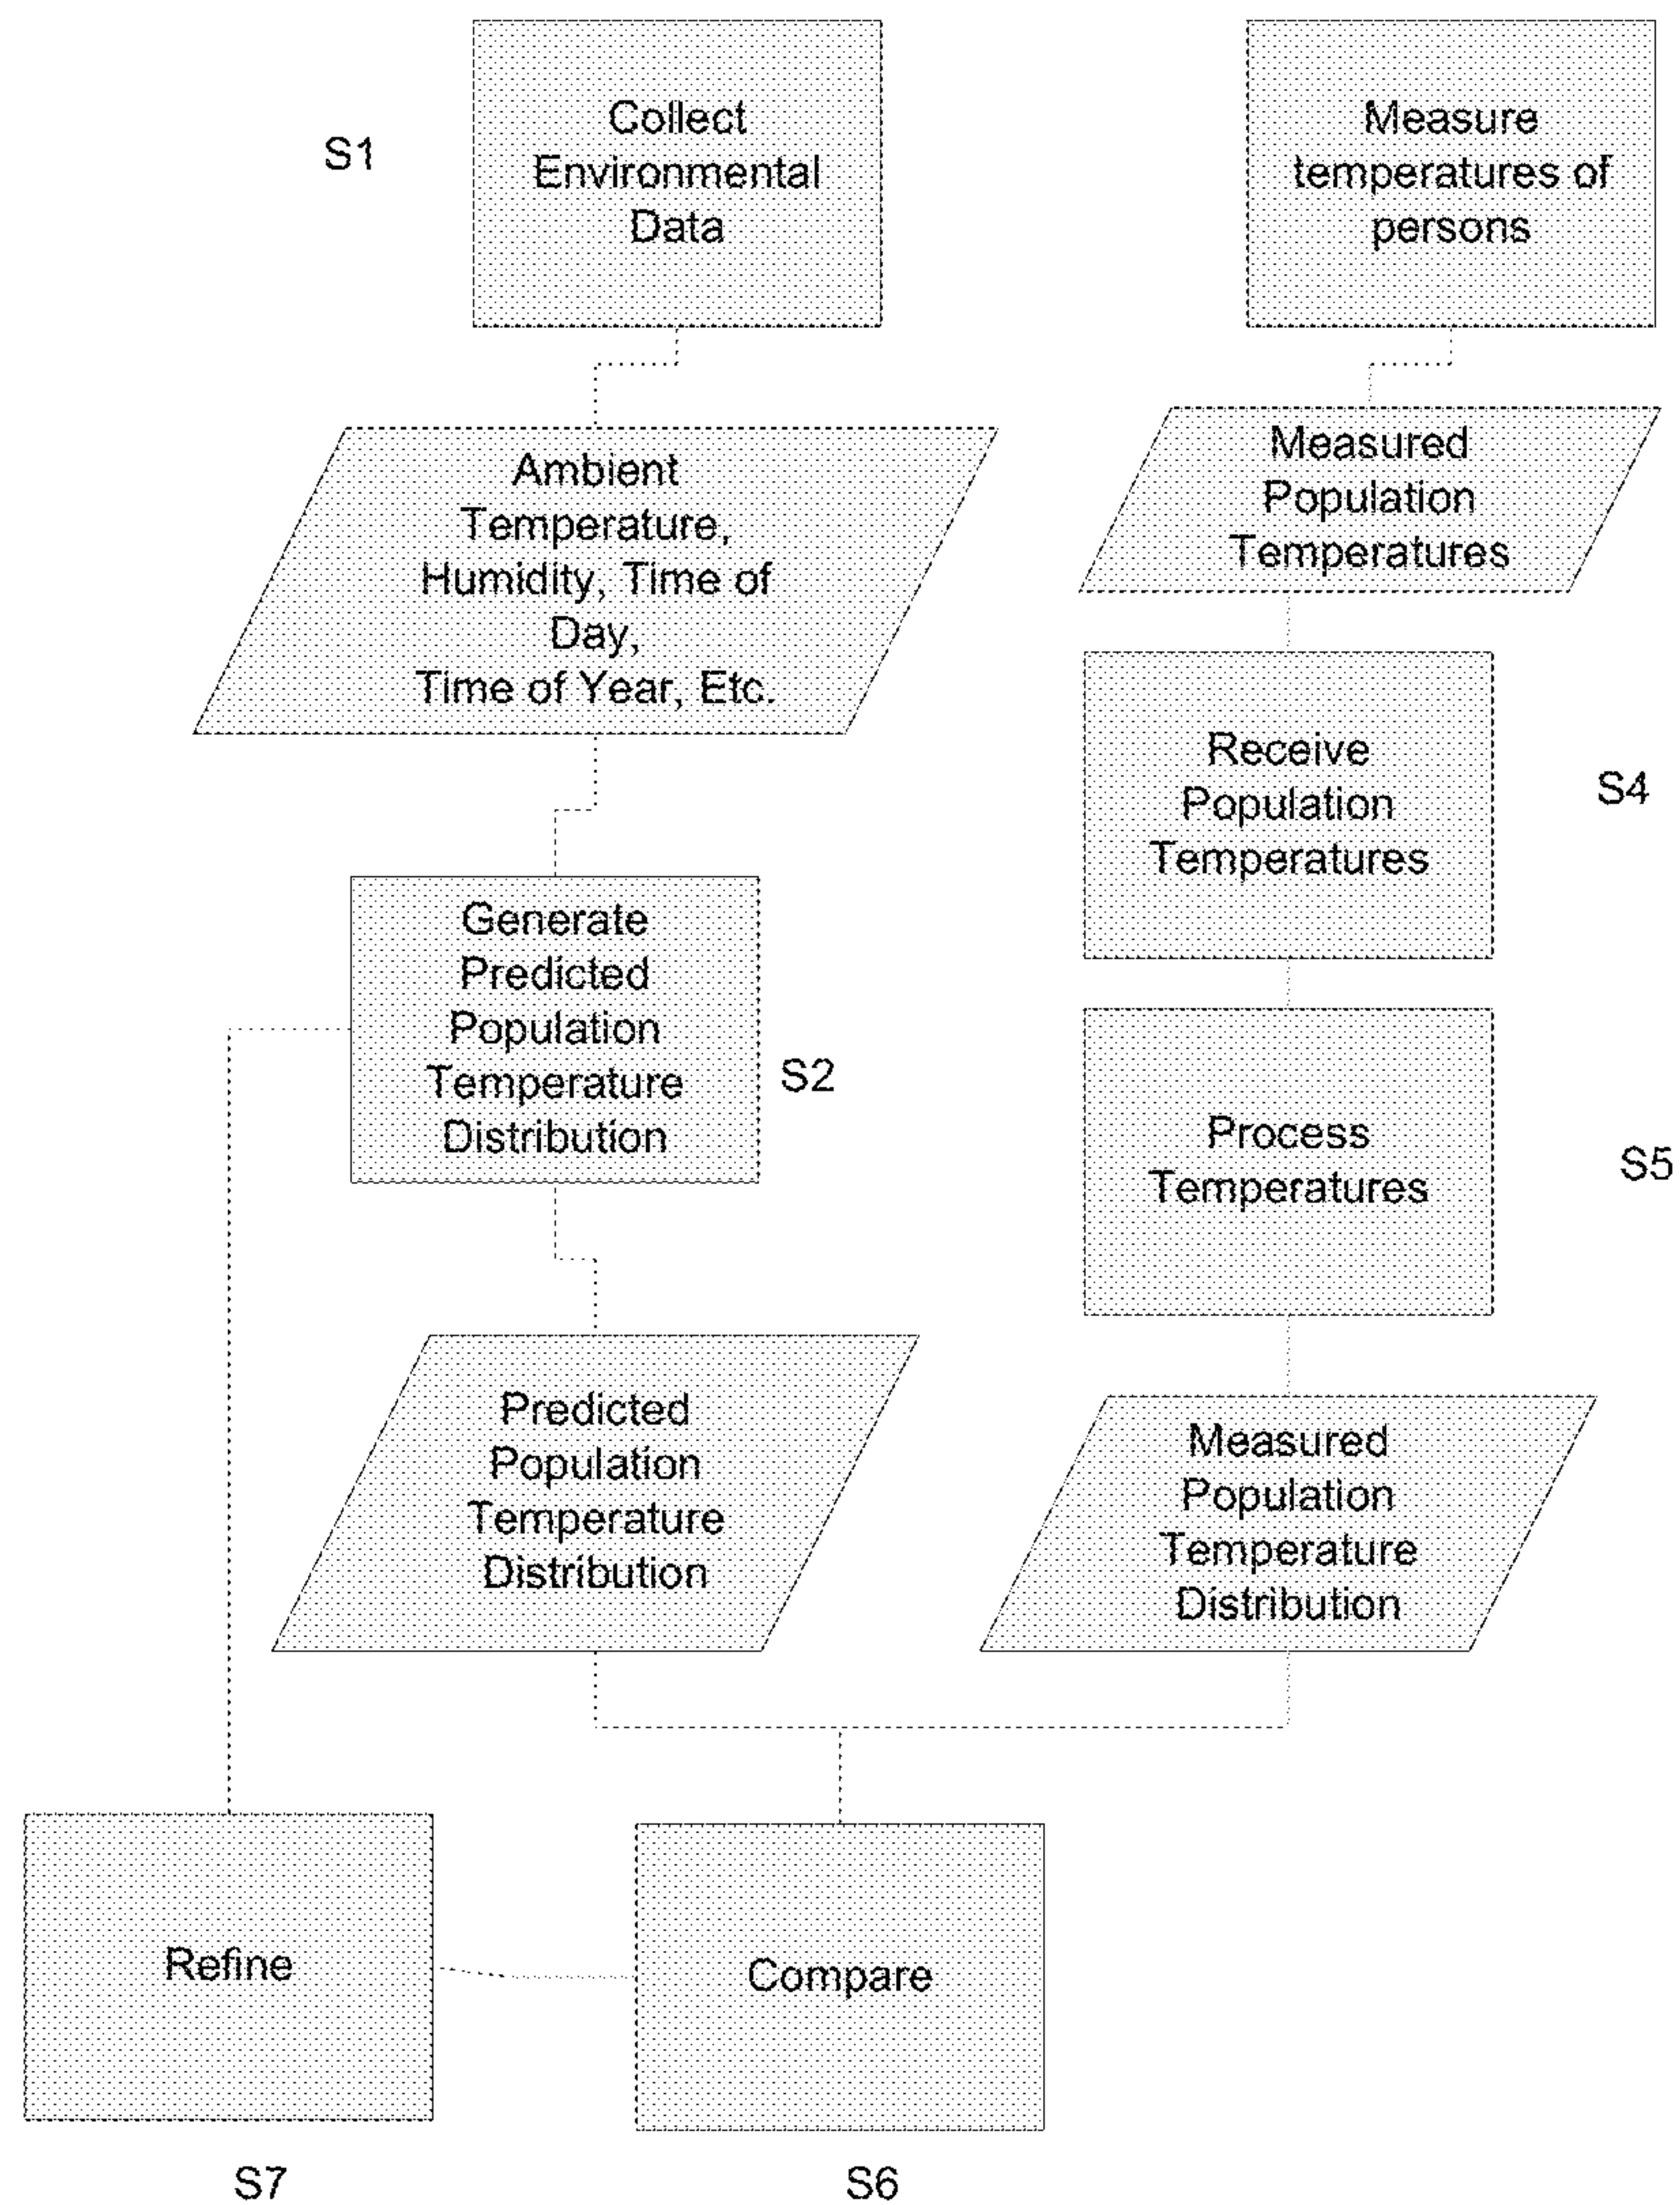 S1
Collect
Environmental
Data
Measure
temperatures of
persons
Ambient
Temperature,
Humidity, Time of
Day,
Time of Year, Etc.
Measured
Population
Temperatures
Receive
Population
Temperatures
S4
Generate
Predicted
Population
Temperature
Distribution
S2
Process
Temperatures
S5
Predicted
Population
Temperature
Distribution
Measured
Population
Temperature
Distribution
Refine
Compare
S7
S6